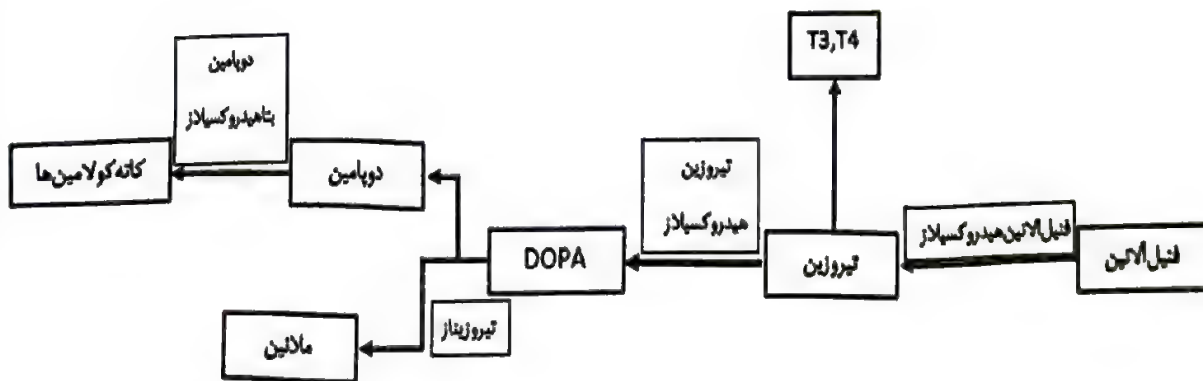 T3,T4
دوپامین
بتاهیدروکسیلاز
کاته‌کولامین‌ها
دوپامین
تیروزین
هیدروکسیلاز
فنیل‌آلانین‌هیدروکسیلاز
فنیل‌آلانین
تیروزین
DOPA
تیروزیناز
ملانین